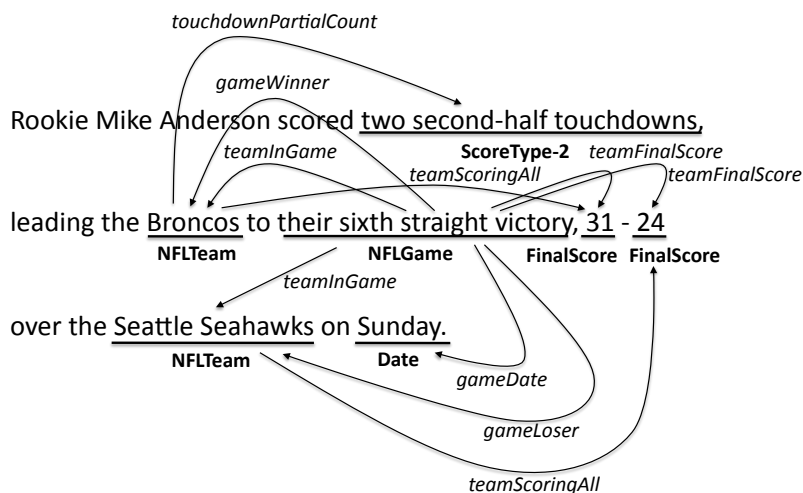 touchdownPartialCount
gameWinner
Rookie Mike Anderson scored two second-half touchdowns,
teamInGame ScoreType-2 teamFinalScore
teamScoringAll teamFinalScore
leading the Broncos to their sixth straight victory, 31 - 24
NFLTeam NFLGame FinalScore FinalScore
teamInGame
over the Seattle Seahawks on Sunday.
NFLTeam Date
gameDate
gameLoser
teamScoringAll